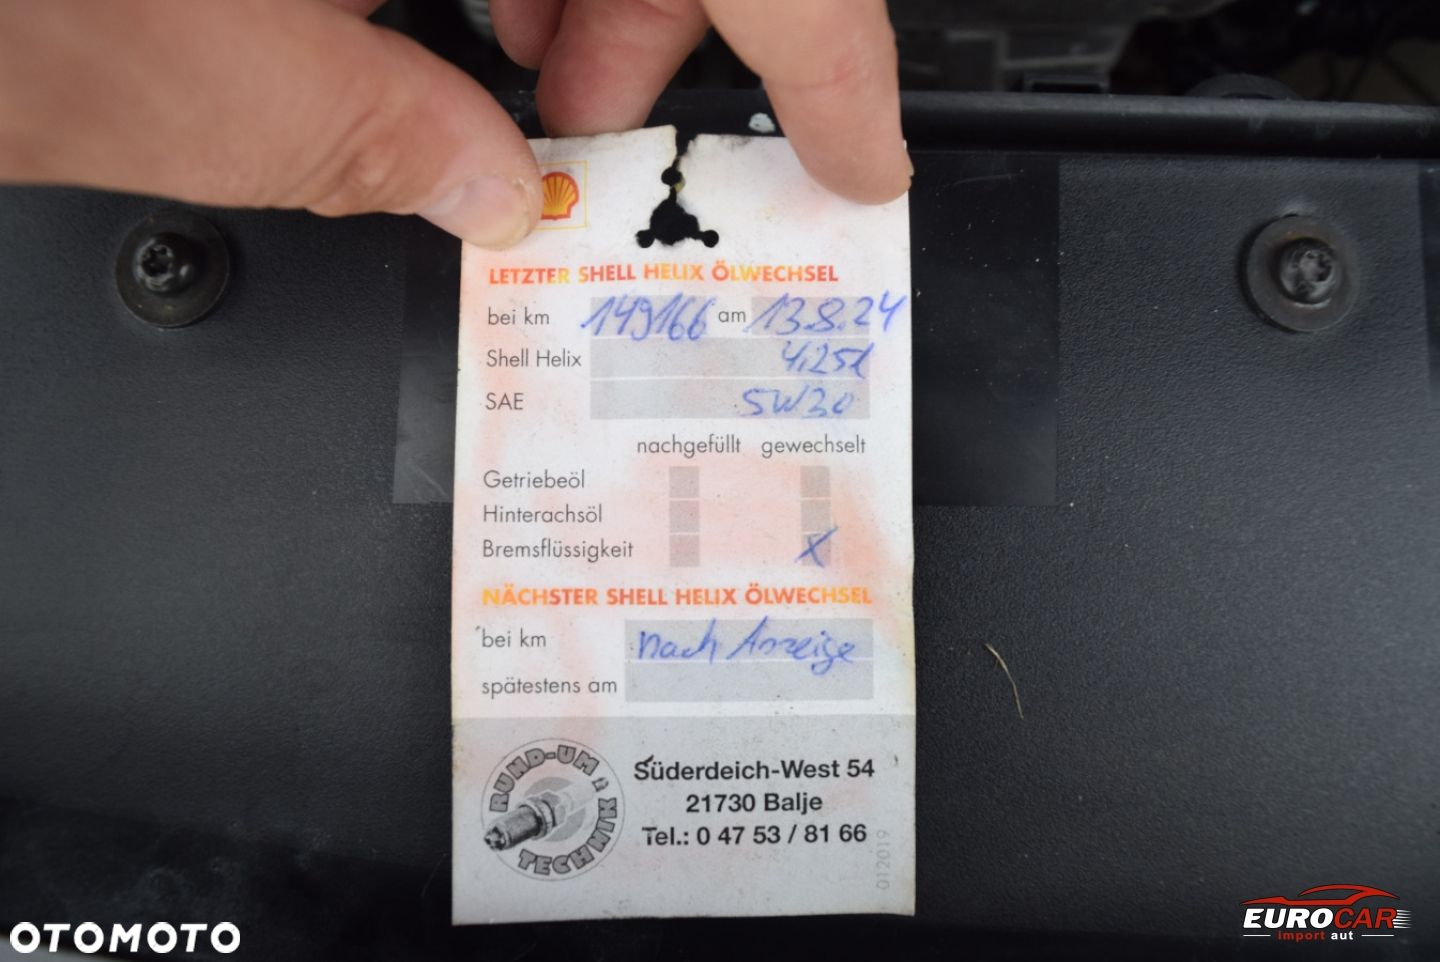 LETZTER SHELL HELIX ÖLWECHSEL
bei km 149166 am 13.8.24
Shell Helix 4,25l
SAE 5W30
nachgefüllt gewechselt
Getriebeöl
Hinterachsöl
Bremsflüssigkeit X
NÄCHSTER SHELL HELIX ÖLWECHSEL
bei km nach Anzeige
spätestens am
RUND-UM
TECHNIK
Süderdeich-West 54
21730 Balje
Tel.: 0 47 53 / 81 66
012019
OTOMOTO
EUROCAR
import aut